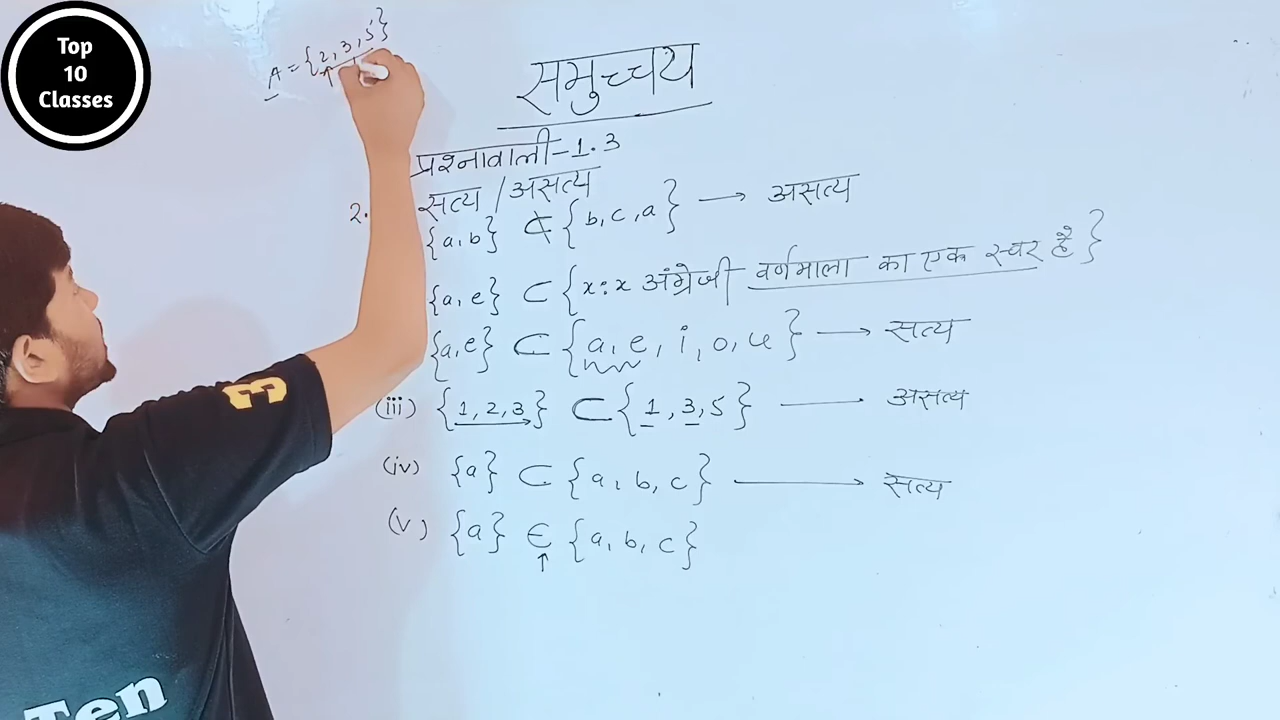 Top
10
Classes
A = {2, 3, 5}
समुच्चय
प्रश्नावाली-1.3
2. सत्य / असत्य
{a, b} ⊄ {b, c, a} → असत्य
{a, e} ⊂ {x : x अंग्रेजी वर्णमाला का एक स्वर है}
{a, e} ⊂ {a, e, i, o, u} → सत्य
(iii) {1, 2, 3} ⊂ {1, 3, 5} → असत्य
(iv) {a} ⊂ {a, b, c} → सत्य
(v) {a} ∈ {a, b, c}
3
Ten